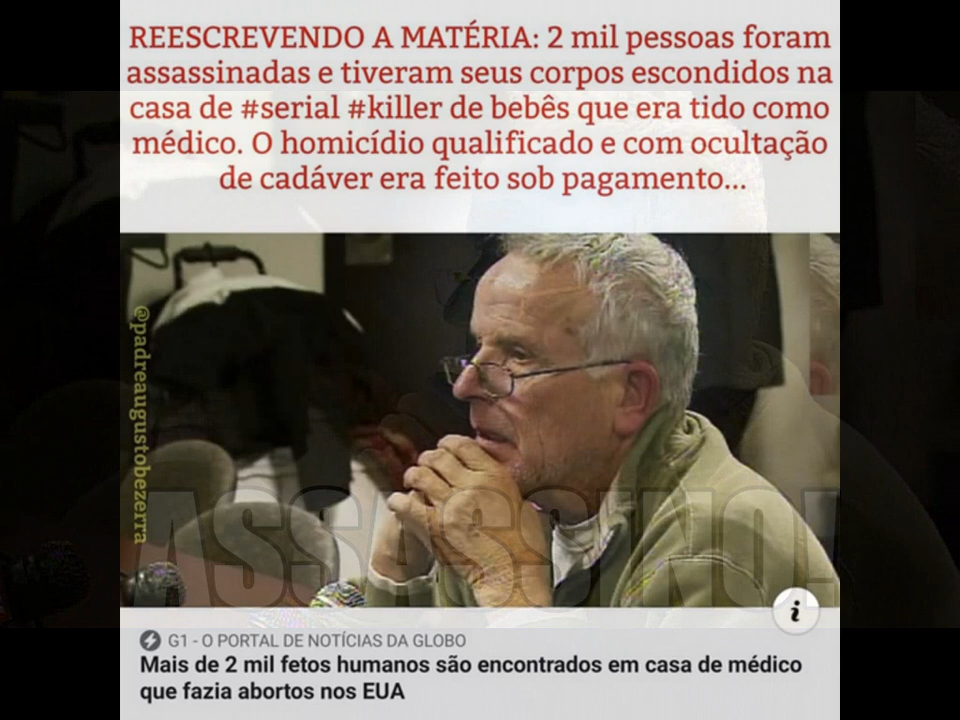 REESCREVENDO A MATÉRIA: 2 mil pessoas foram
assassinadas e tiveram seus corpos escondidos na
casa de #serial #killer de bebês que era tido como
médico. O homicídio qualificado e com ocultação
de cadáver era feito sob pagamento...
@padreaugustobezerra
ASSASSINO!
i
G1 - O PORTAL DE NOTÍCIAS DA GLOBO
Mais de 2 mil fetos humanos são encontrados em casa de médico
que fazia abortos nos EUA